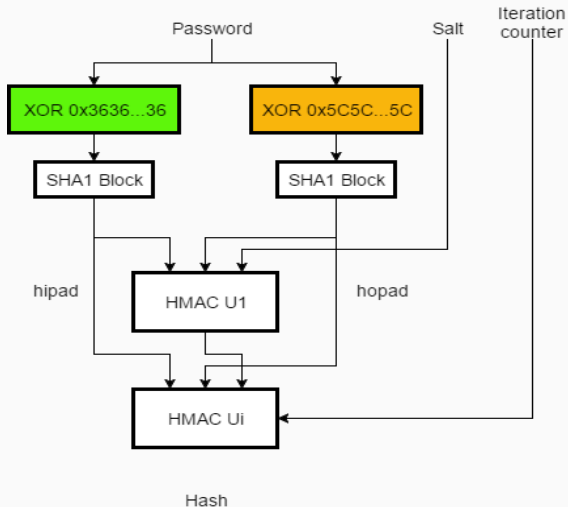 Iteration
counter
Password
Salt
XOR 0x3636...36
XOR 0x5C5C...5C
SHA1 Block
SHA1 Block
hipad
HMAC U1
hopad
HMAC Ui
Hash